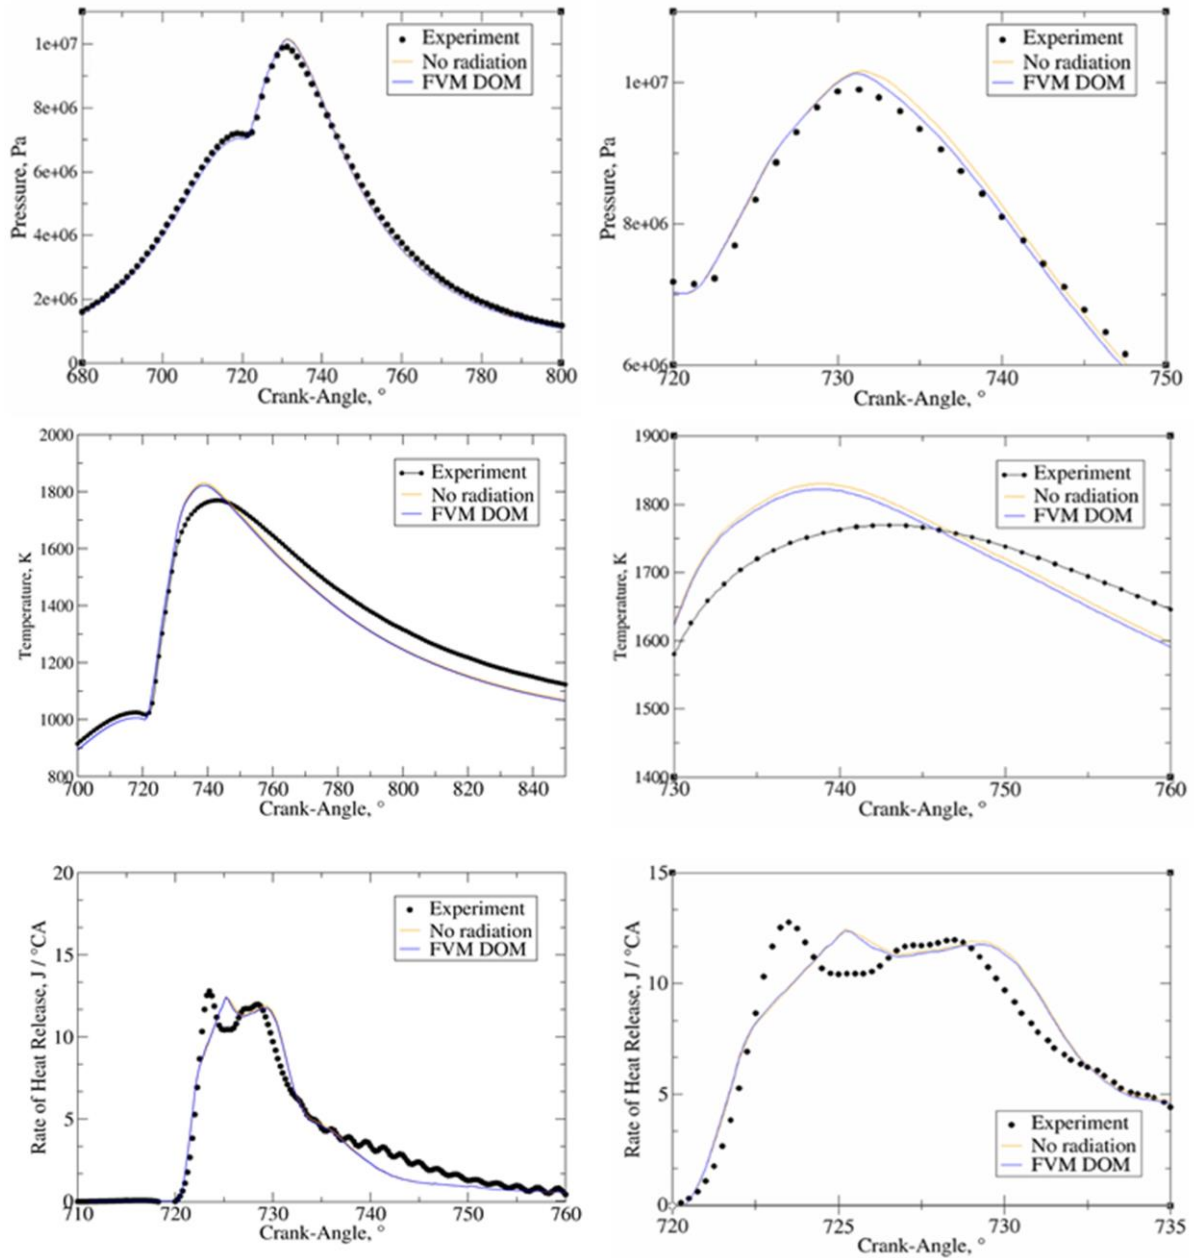 1e+07
8e+06
6e+06
4e+06
2e+06
0
Pressure, Pa
Experiment
No radiation
FVM DOM
680 700 720 740 760 780 800
Crank-Angle, °
1e+07
8e+06
6e+06
Pressure, Pa
Experiment
No radiation
FVM DOM
720 730 740 750
Crank-Angle, °
2000
1800
1600
1400
1200
1000
800
Temperature, K
Experiment
No radiation
FVM DOM
700 720 740 760 780 800 820 840
Crank-Angle, °
1900
1800
1700
1600
1500
1400
Temperature, K
Experiment
No radiation
FVM DOM
730 740 750 760
Crank-Angle, °
20
15
10
5
0
Rate of Heat Release, J / °CA
Experiment
No radiation
FVM DOM
710 720 730 740 750 760
Crank-Angle, °
15
10
5
0
Rate of Heat Release, J / °CA
Experiment
No radiation
FVM DOM
720 725 730 735
Crank-Angle, °